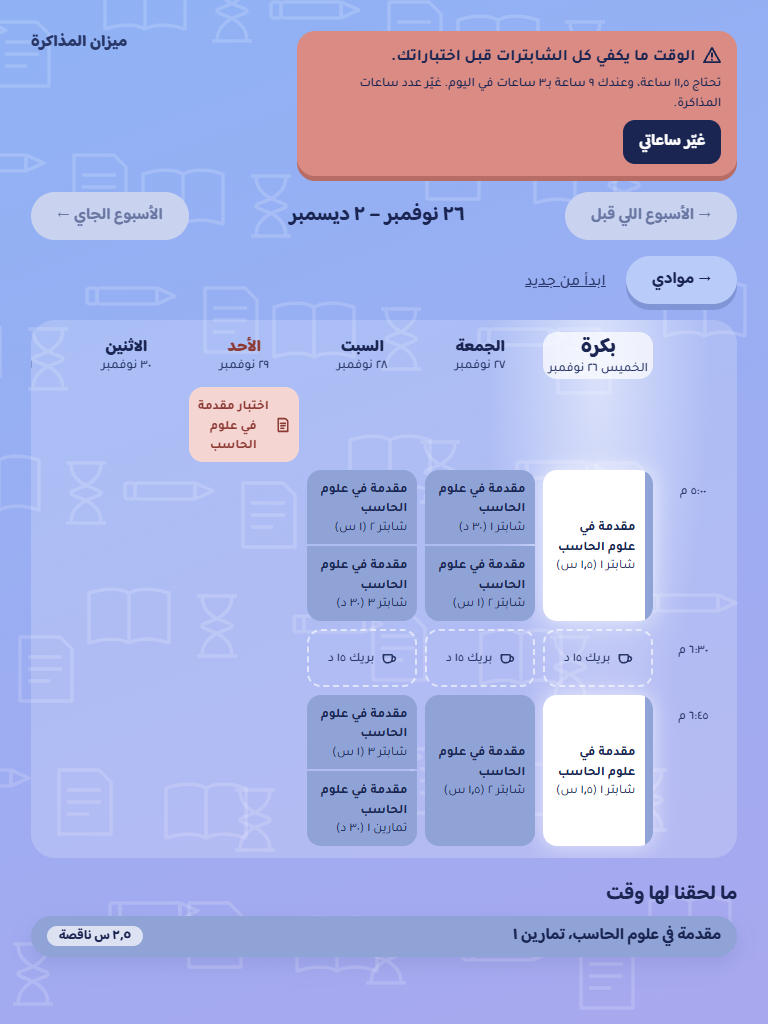 ميزان المذاكرة
الوقت ما يكفي كل الشابترات قبل اختباراتك.
تحتاج ١١٫٥ ساعة، وعندك ٩ ساعة بـ٣ ساعات في اليوم. غيّر عدد ساعات
المذاكرة.
غيّر ساعاتي
→ الأسبوع اللي قبل
٢٦ نوفمبر – ٢ ديسمبر
الأسبوع الجاي ←
→ موادي
ابدأ من جديد
بكرة
الخميس ٢٦ نوفمبر
الجمعة
٢٧ نوفمبر
السبت
٢٨ نوفمبر
الأحد
٢٩ نوفمبر
الاثنين
٣٠ نوفمبر
اختبار مقدمة
في علوم
الحاسب
٥:٠٠ م
مقدمة في
علوم الحاسب
شابتر ١ (١٫٥ س)
مقدمة في علوم
الحاسب
شابتر ١ (٣٠ د)
مقدمة في علوم
الحاسب
شابتر ٢ (١ س)
مقدمة في علوم
الحاسب
شابتر ٢ (١ س)
مقدمة في علوم
الحاسب
شابتر ٣ (٣٠ د)
٦:٣٠ م
بريك ١٥ د
بريك ١٥ د
بريك ١٥ د
٦:٤٥ م
مقدمة في
علوم الحاسب
شابتر ١ (١٫٥ س)
مقدمة في علوم
الحاسب
شابتر ٢ (١٫٥ س)
مقدمة في علوم
الحاسب
شابتر ٣ (١ س)
مقدمة في علوم
الحاسب
تمارين ١ (٣٠ د)
ما لحقنا لها وقت
مقدمة في علوم الحاسب، تمارين ١
٢٫٥ س ناقصة